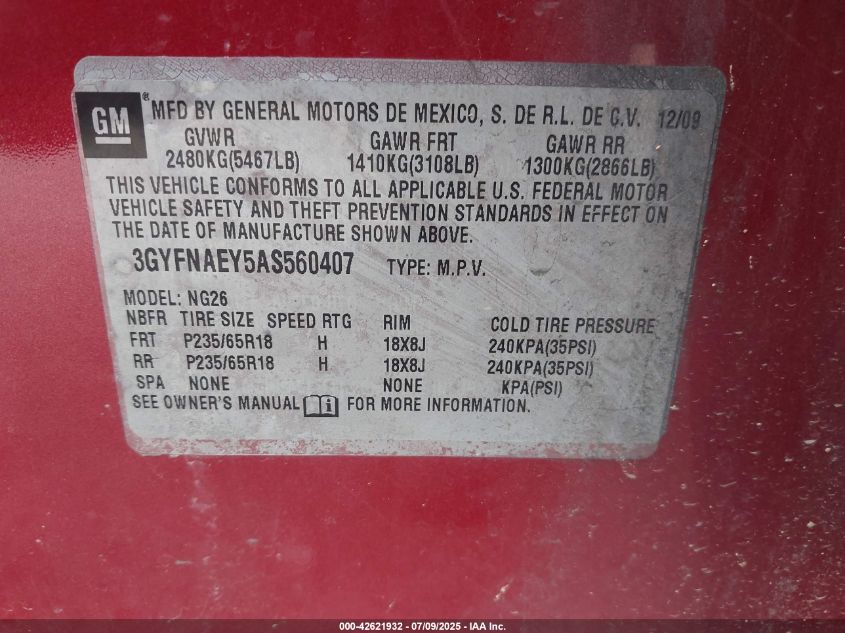 GM® MFD BY GENERAL MOTORS DE MEXICO, S. DE R.L. DE C.V. 12/09
GVWR GAWR FRT GAWR RR
2480KG(5467LB) 1410KG(3108LB) 1300KG(2866LB)
THIS VEHICLE CONFORMS TO ALL APPLICABLE U.S. FEDERAL MOTOR
VEHICLE SAFETY AND THEFT PREVENTION STANDARDS IN EFFECT ON
THE DATE OF MANUFACTURE SHOWN ABOVE.
3GYFNAEY5AS560407 TYPE: M.P.V.
MODEL: NG26
NBFR TIRE SIZE SPEED RTG RIM COLD TIRE PRESSURE
FRT P235/65R18 H 18X8J 240KPA(35PSI)
RR P235/65R18 H 18X8J 240KPA(35PSI)
SPA NONE NONE KPA(PSI)
SEE OWNER'S MANUAL FOR MORE INFORMATION.
000-42621932 - 07/09/2025 - IAA Inc.